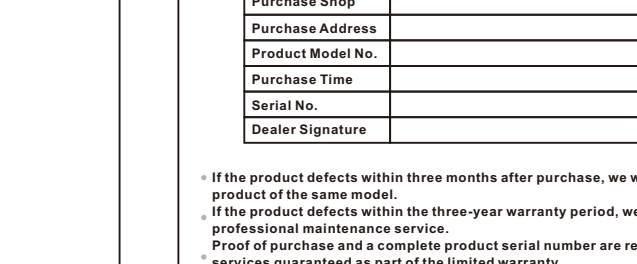 Purchase Shop
Purchase Address
Product Model No.
Purchase Time
Serial No.
Dealer Signature
If the product defects within three months after purchase, we
product of the same model.
If the product defects within the three-year warranty period, we
professional maintenance service.
Proof of purchase and a complete product serial number are
services guaranteed as part of the limited warranty.